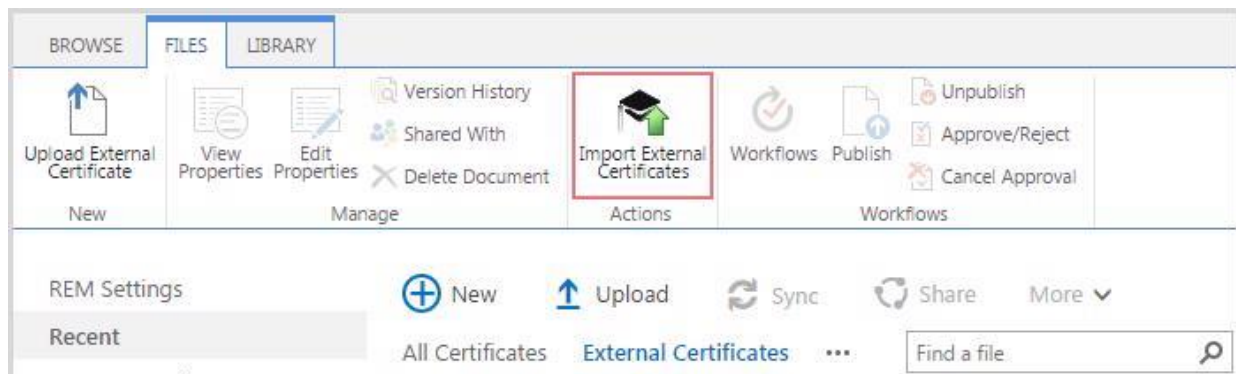 BROWSE FILES LIBRARY
Upload External
Certificate
View
Properties
Edit
Properties
Version History
Shared With
Delete Document
Import External
Certificates
Workflows
Publish
Unpublish
Approve/Reject
Cancel Approval
New Manage Actions Workflows
REM Settings
Recent
New Upload Sync Share More
All Certificates External Certificates ••• Find a file